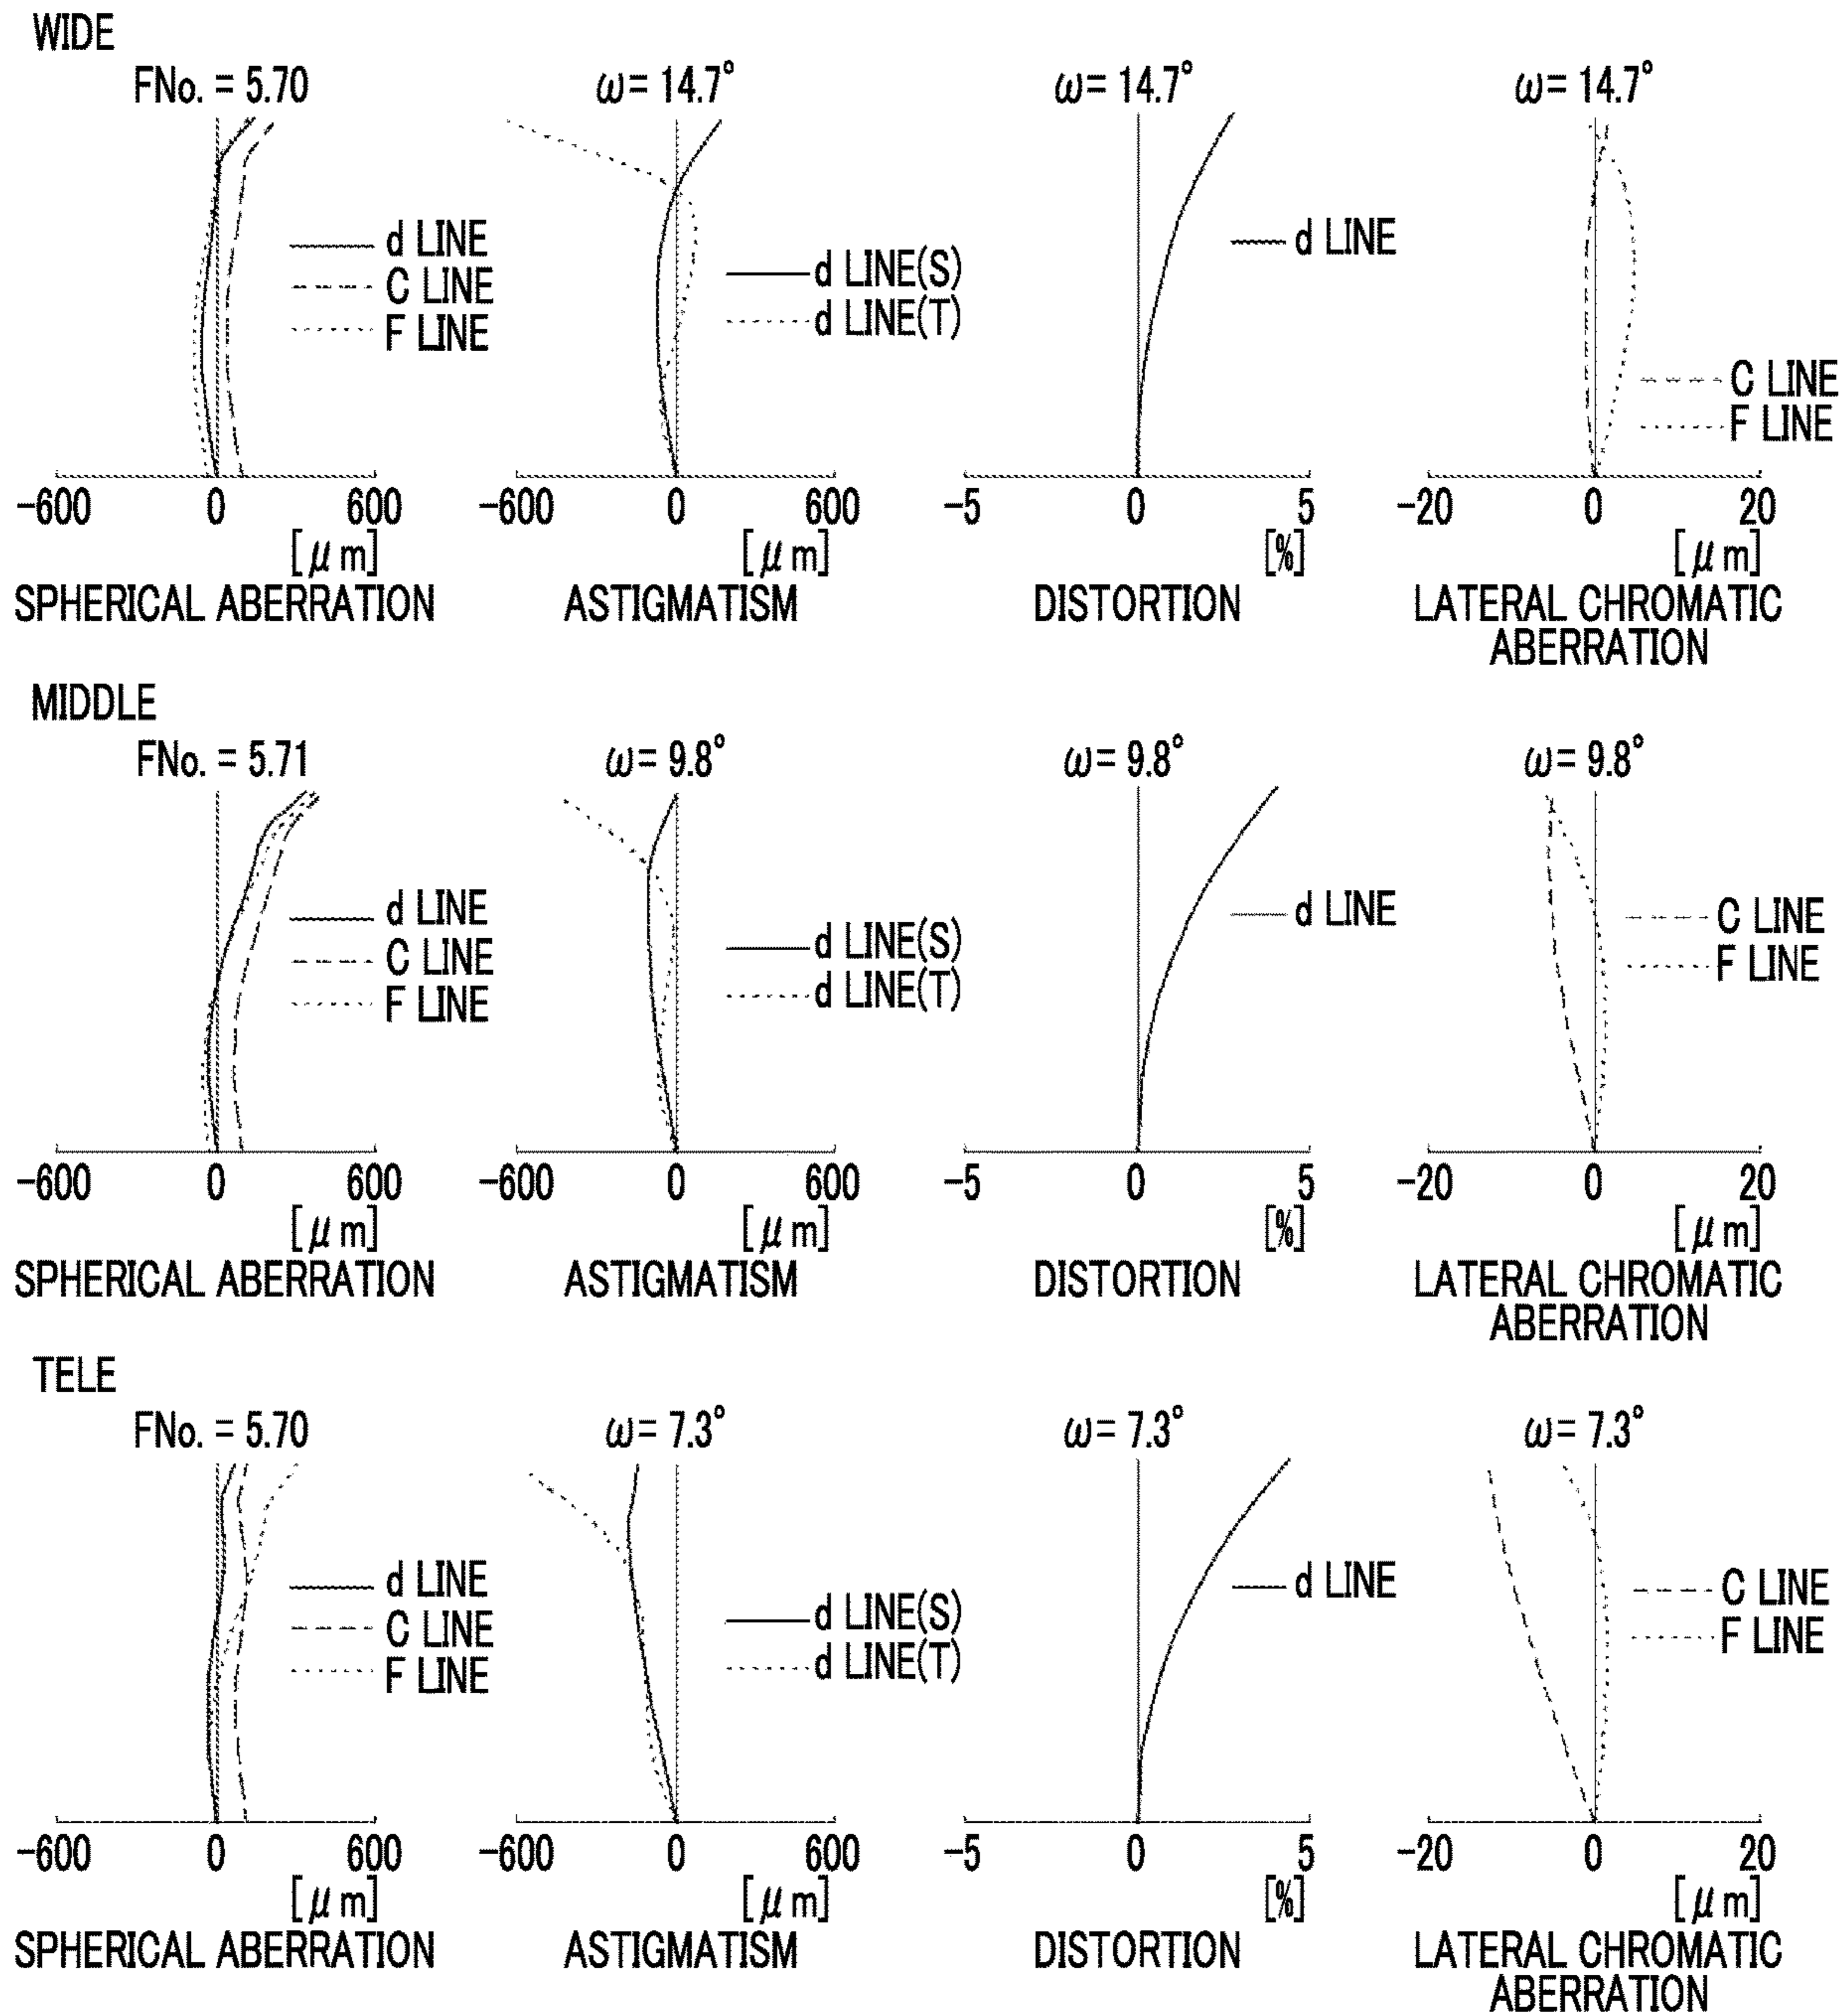 WIDE
FNo. = 5.70
ω= 14.7°
ω= 14.7°
ω= 14.7°
d LINE
C LINE
F LINE
d LINE(S)
d LINE(T)
d LINE
C LINE
F LINE
-600 0 600
[μm]
SPHERICAL ABERRATION
-600 0 600
[μm]
ASTIGMATISM
-5 0 5
[%]
DISTORTION
-20 0 20
[μm]
LATERAL CHROMATIC
ABERRATION
MIDDLE
FNo. = 5.71
ω= 9.8°
ω= 9.8°
ω= 9.8°
d LINE
C LINE
F LINE
d LINE(S)
d LINE(T)
d LINE
C LINE
F LINE
-600 0 600
[μm]
SPHERICAL ABERRATION
-600 0 600
[μm]
ASTIGMATISM
-5 0 5
[%]
DISTORTION
-20 0 20
[μm]
LATERAL CHROMATIC
ABERRATION
TELE
FNo. = 5.70
ω= 7.3°
ω= 7.3°
ω= 7.3°
d LINE
C LINE
F LINE
d LINE(S)
d LINE(T)
d LINE
C LINE
F LINE
-600 0 600
[μm]
SPHERICAL ABERRATION
-600 0 600
[μm]
ASTIGMATISM
-5 0 5
[%]
DISTORTION
-20 0 20
[μm]
LATERAL CHROMATIC
ABERRATION